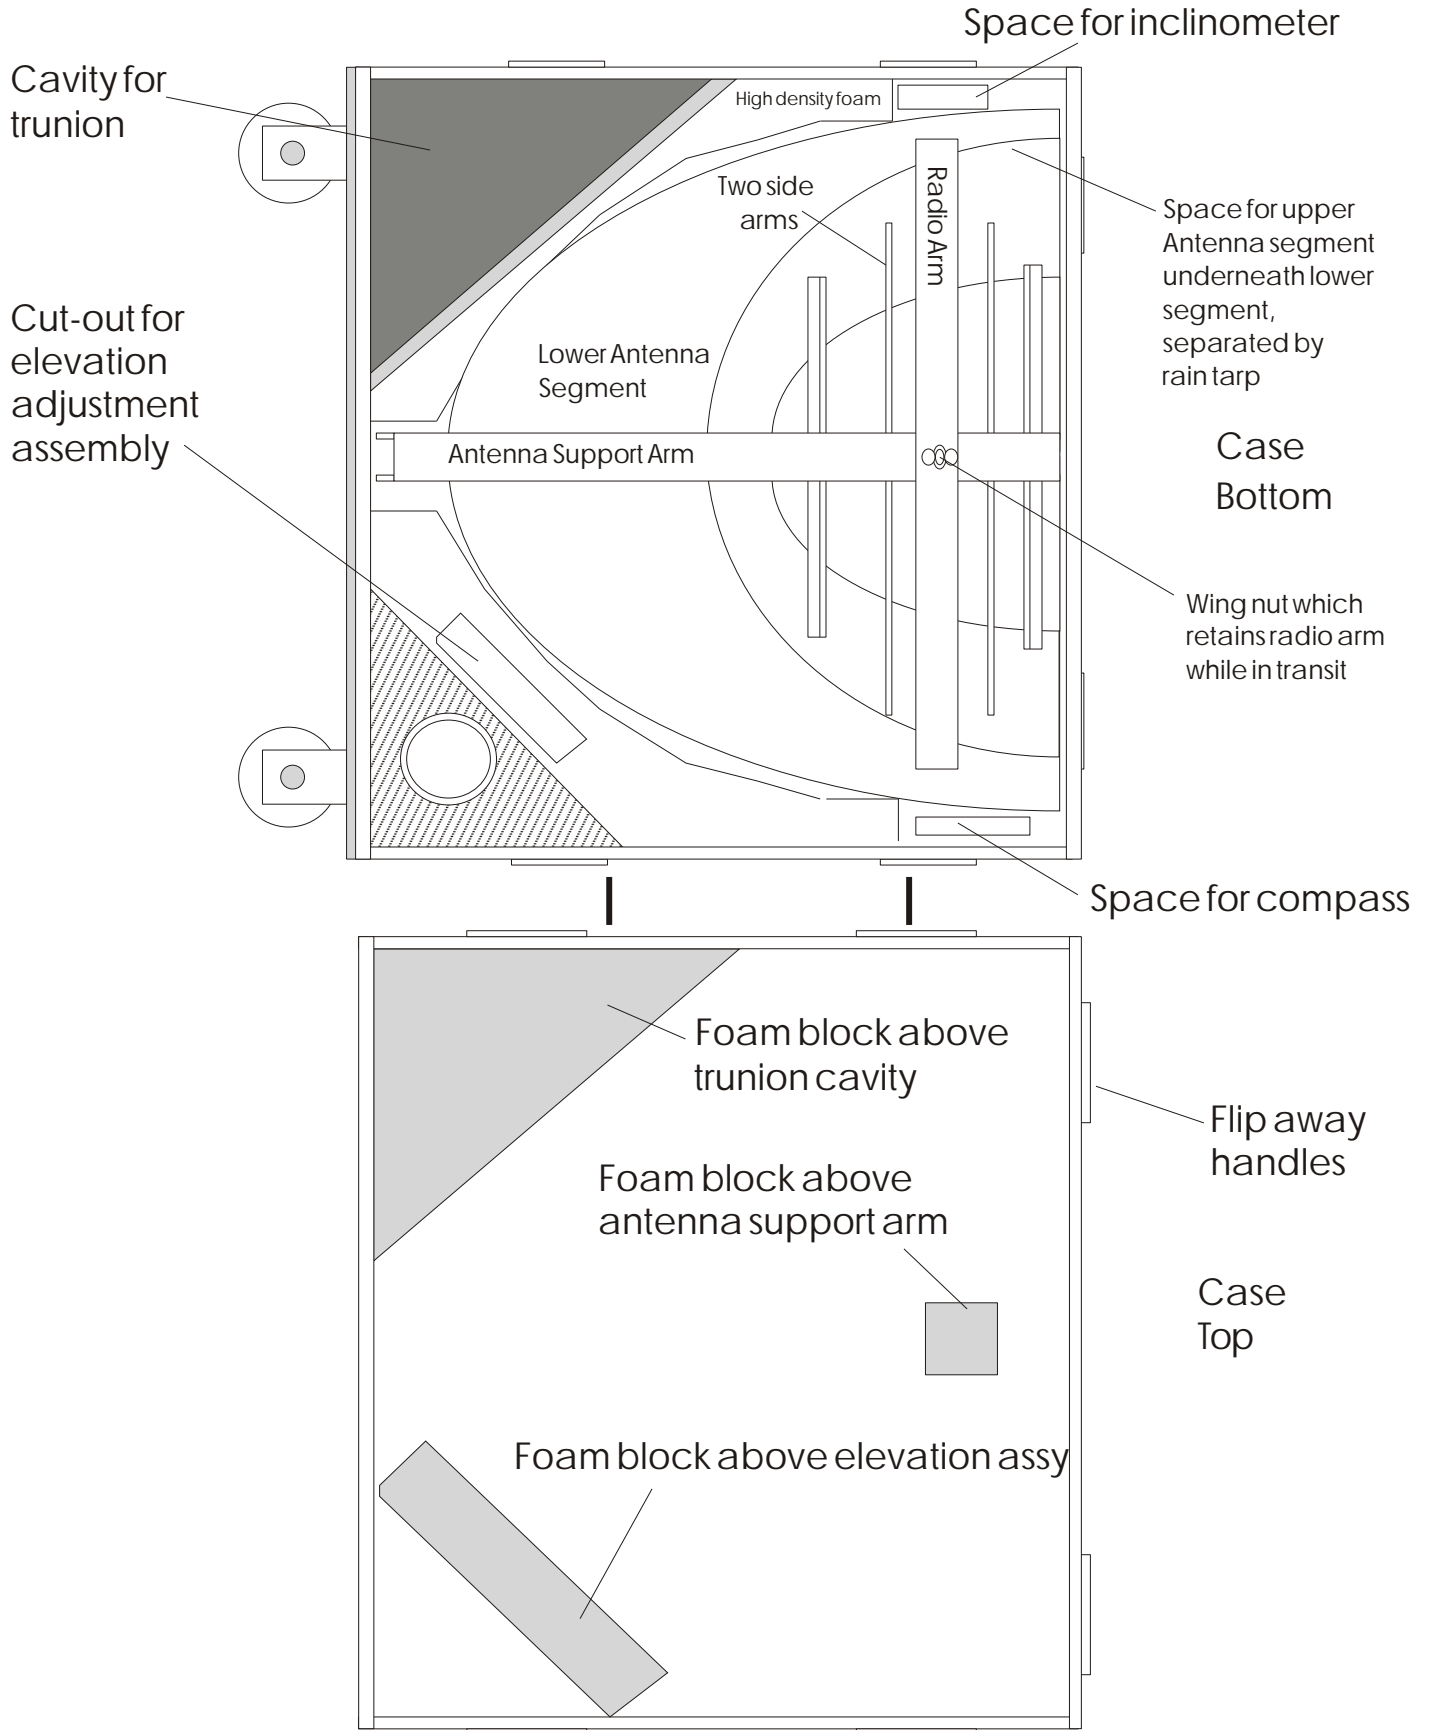 Space for inclinometer
Cavity for
trunion
High density foam
Two side
arms
Radio Arm
Space for upper
Antenna segment
underneath lower
segment,
separated by
rain tarp
Cut-out for
elevation
adjustment
assembly
Lower Antenna
Segment
Antenna Support Arm
Case
Bottom
Wing nut which
retains radio arm
while in transit
Space for compass
Foam block above
trunion cavity
Flip away
handles
Foam block above
antenna support arm
Case
Top
Foam block above elevation assy